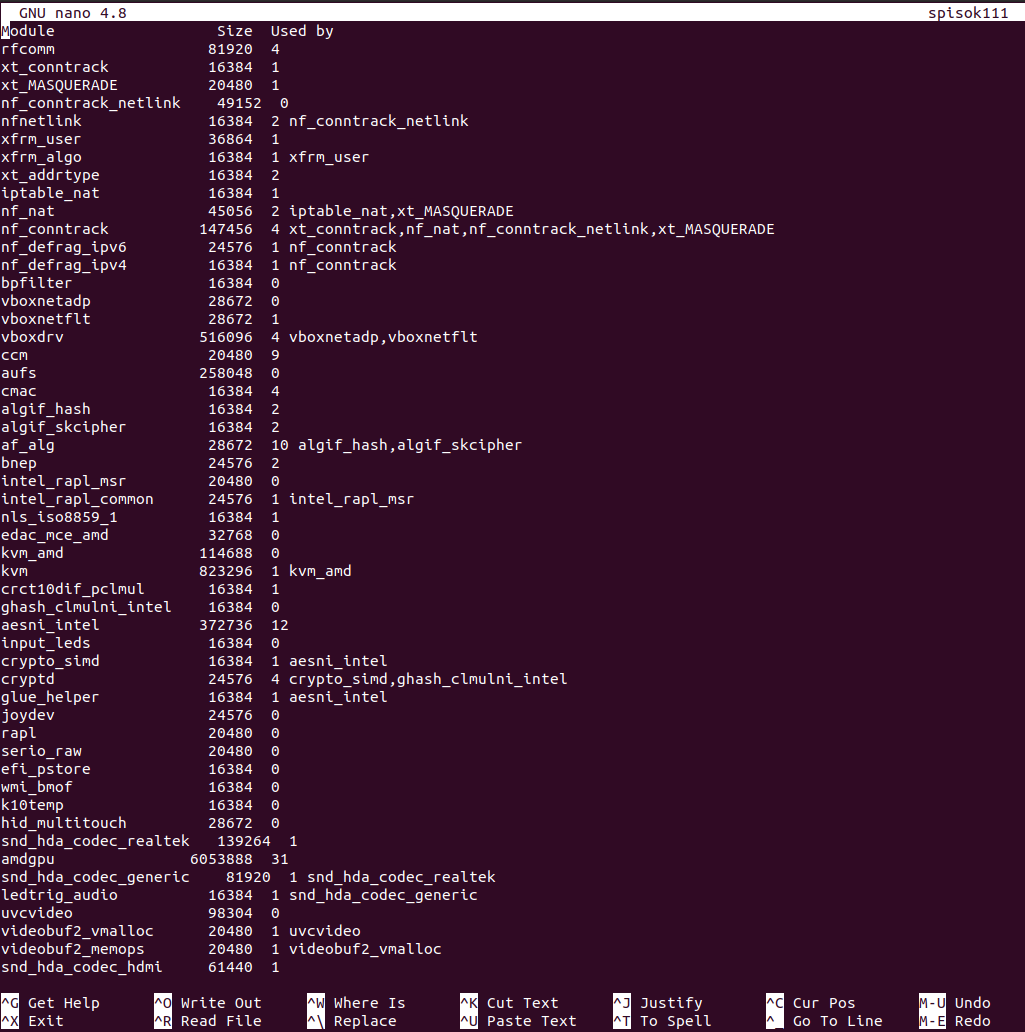 GNU nano 4.8 spisok111
Module Size Used by
rfcomm 81920 4
xt_conntrack 16384 1
xt_MASQUERADE 20480 1
nf_conntrack_netlink 49152 0
nfnetlink 16384 2 nf_conntrack_netlink
xfrm_user 36864 1
xfrm_algo 16384 1 xfrm_user
xt_addrtype 16384 2
iptable_nat 16384 1
nf_nat 45056 2 iptable_nat,xt_MASQUERADE
nf_conntrack 147456 4 xt_conntrack,nf_nat,nf_conntrack_netlink,xt_MASQUERADE
nf_defrag_ipv6 24576 1 nf_conntrack
nf_defrag_ipv4 16384 1 nf_conntrack
bpfilter 16384 0
vboxnetadp 28672 0
vboxnetflt 28672 1
vboxdrv 516096 4 vboxnetadp,vboxnetflt
ccm 20480 9
aufs 258048 0
cmac 16384 4
algif_hash 16384 2
algif_skcipher 16384 2
af_alg 28672 10 algif_hash,algif_skcipher
bnep 24576 2
intel_rapl_msr 20480 0
intel_rapl_common 24576 1 intel_rapl_msr
nls_iso8859_1 16384 1
edac_mce_amd 32768 0
kvm_amd 114688 0
kvm 823296 1 kvm_amd
crct10dif_pclmul 16384 1
ghash_clmulni_intel 16384 0
aesni_intel 372736 12
input_leds 16384 0
crypto_simd 16384 1 aesni_intel
cryptd 24576 4 crypto_simd,ghash_clmulni_intel
glue_helper 16384 1 aesni_intel
joydev 24576 0
rapl 20480 0
serio_raw 20480 0
efi_pstore 16384 0
wmi_bmof 16384 0
k10temp 16384 0
hid_multitouch 28672 0
snd_hda_codec_realtek 139264 1
amdgpu 6053888 31
snd_hda_codec_generic 81920 1 snd_hda_codec_realtek
ledtrig_audio 16384 1 snd_hda_codec_generic
uvcvideo 98304 0
videobuf2_vmalloc 20480 1 uvcvideo
videobuf2_memops 20480 1 videobuf2_vmalloc
snd_hda_codec_hdmi 61440 1
^G Get Help ^O Write Out ^W Where Is ^K Cut Text ^J Justify ^C Cur Pos M-U Undo
^X Exit ^R Read File ^\ Replace ^U Paste Text ^T To Spell ^_ Go To Line M-E Redo